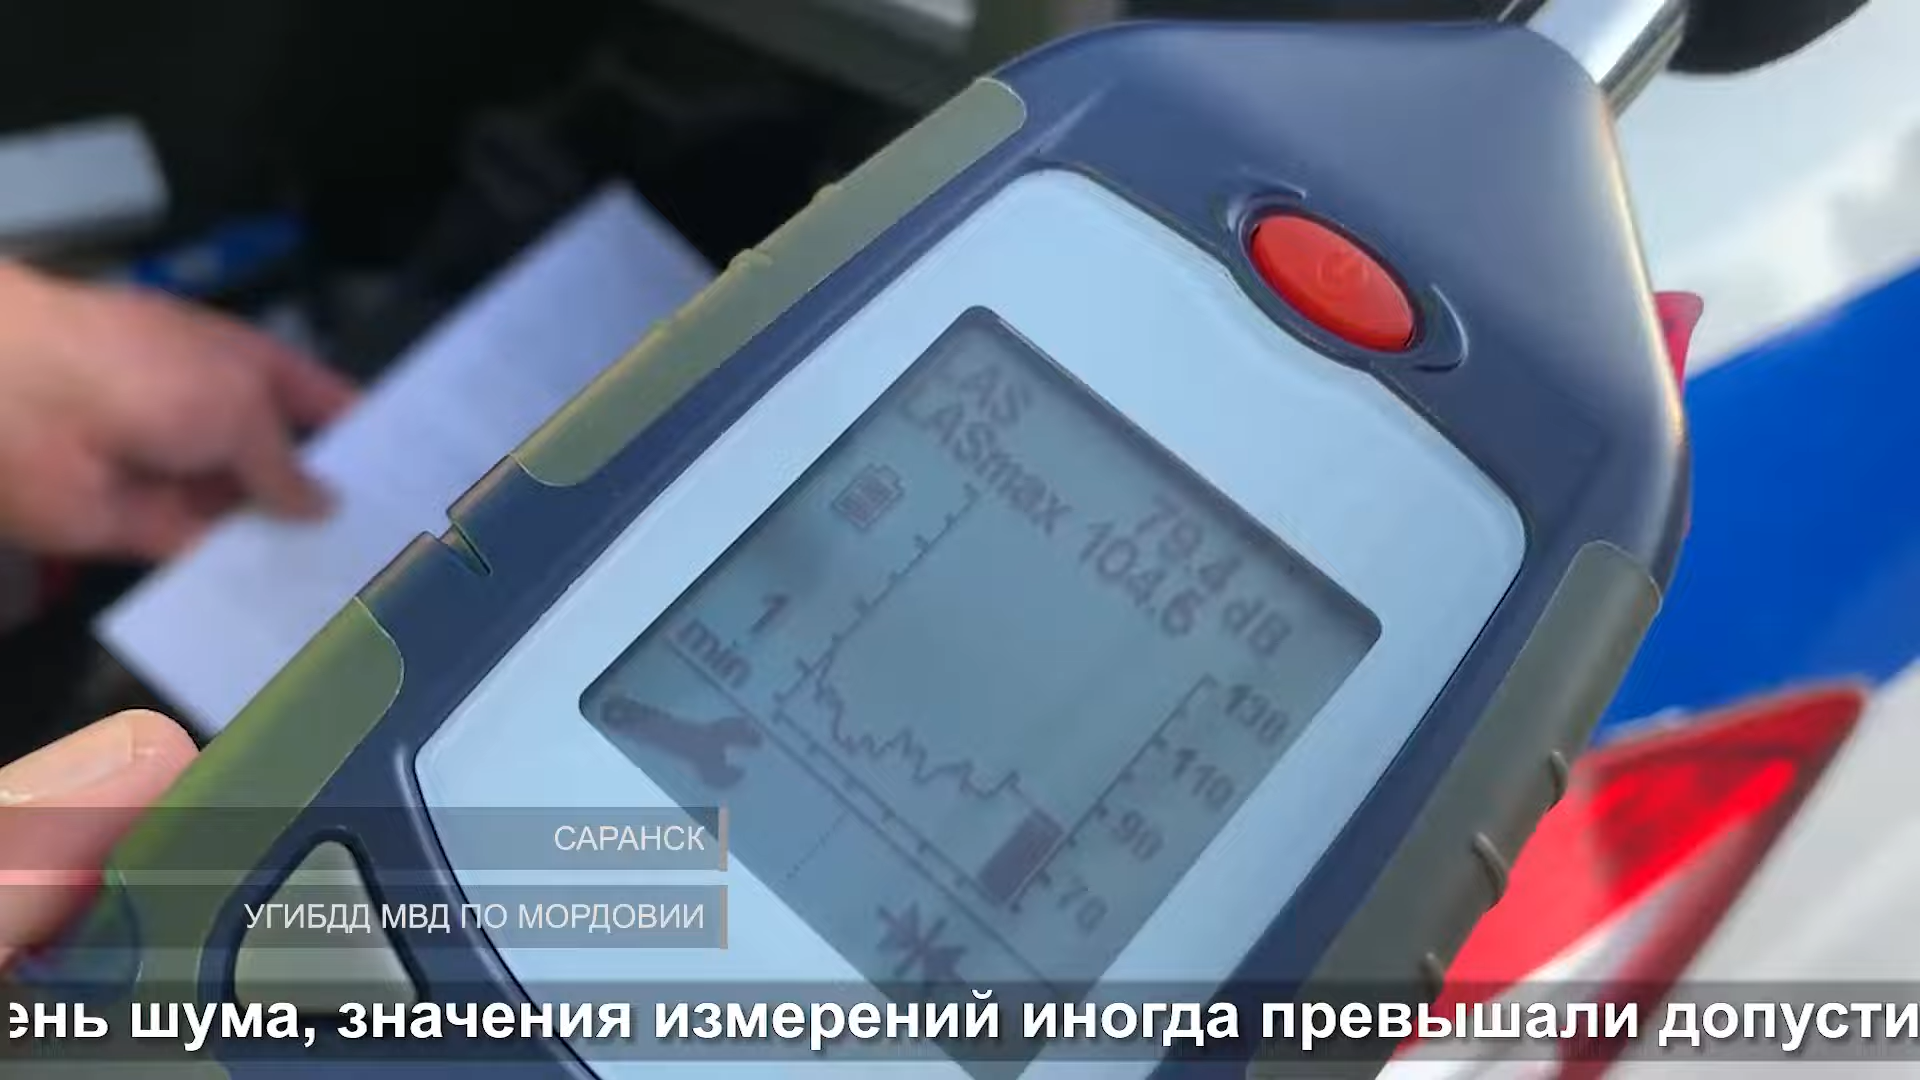 LAS 79.4 dB
LASmax 104.6
1
min
130
110
90
70
САРАНСК
УГИБДД МВД ПО МОРДОВИИ
ень шума, значения измерений иногда превышали допусти